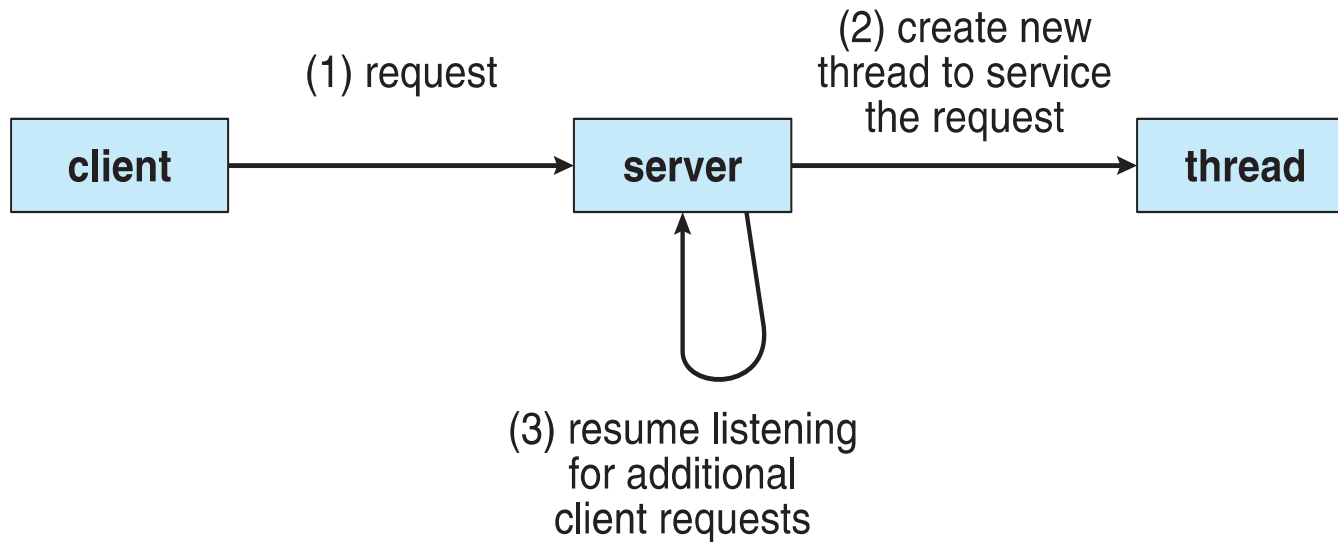 (1) request
(2) create new
thread to service
the request
client
server
thread
(3) resume listening
for additional
client requests